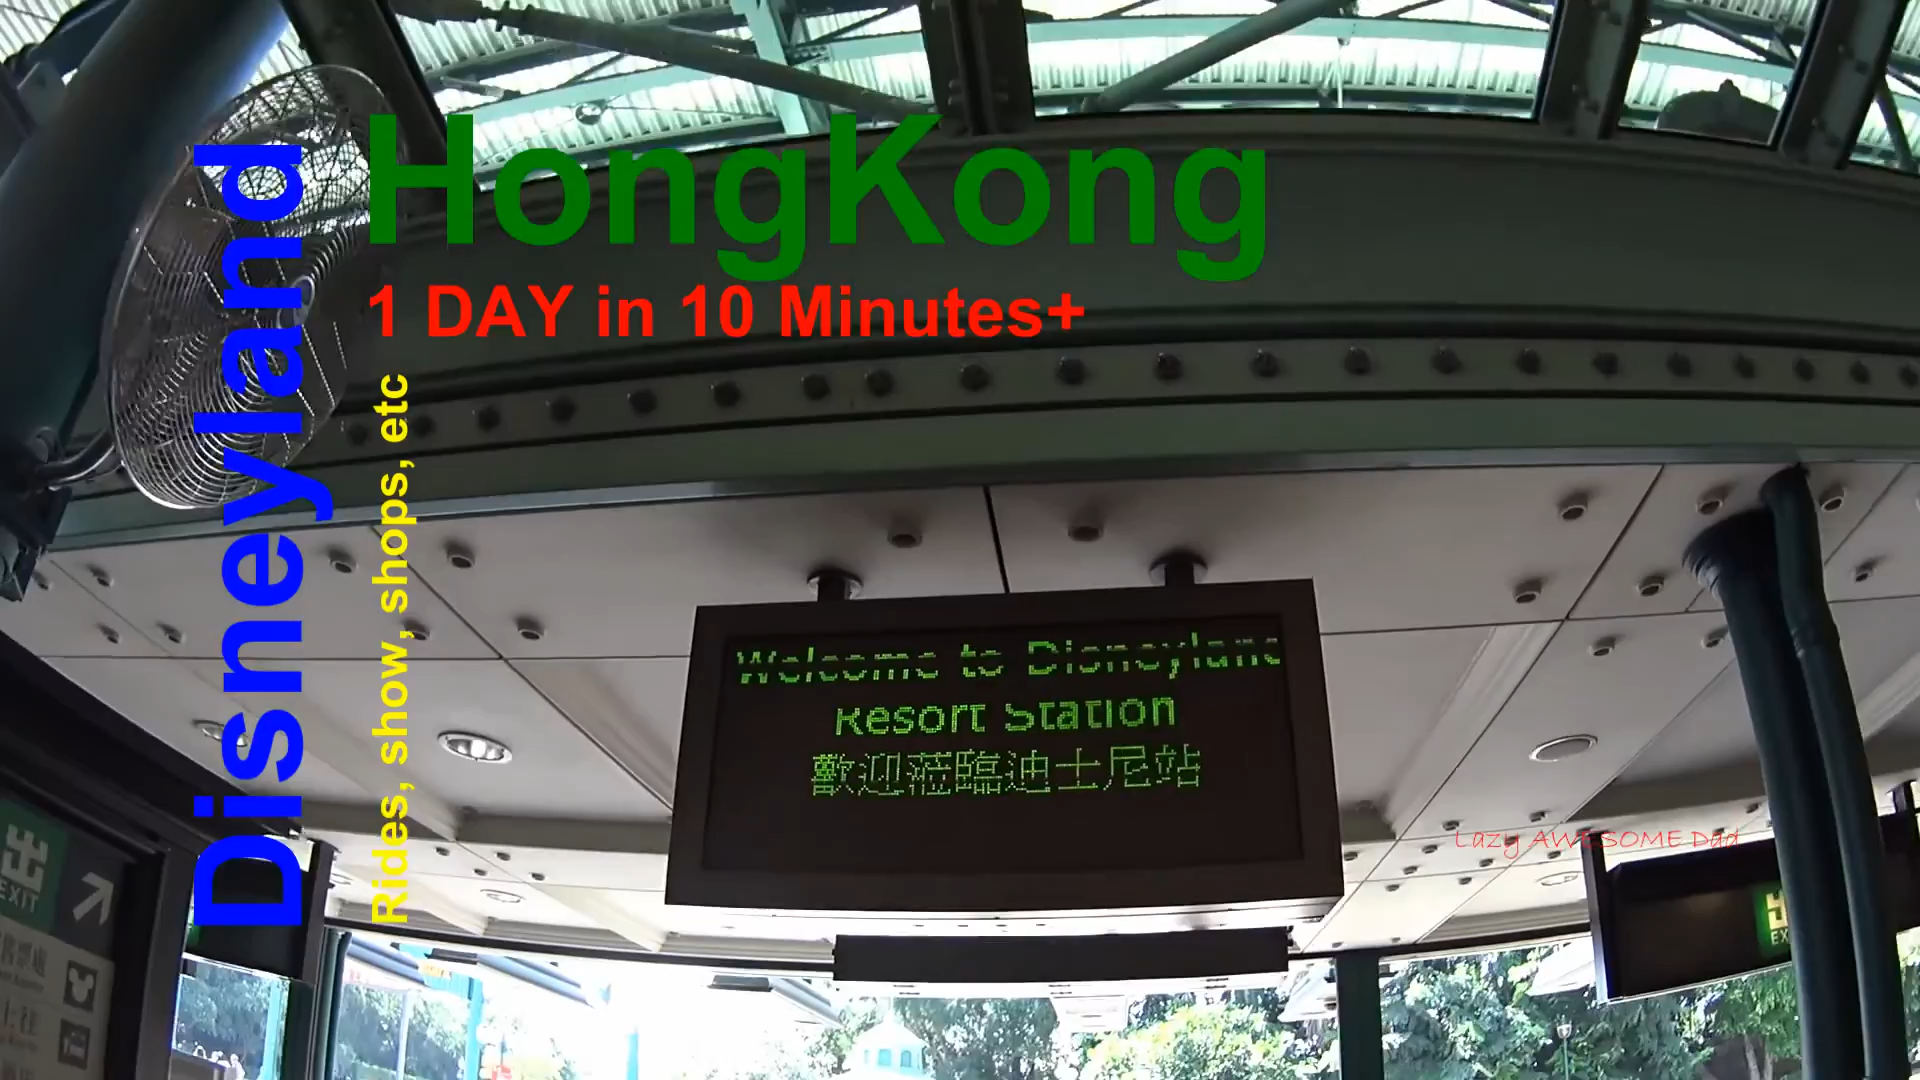 HongKong
Disneyland
1 DAY in 10 Minutes+
Rides, show, shops, etc
Welcome to Disneyland
Resort Station
歡迎蒞臨迪士尼站
Lazy AWESOME Dad
出
EXIT